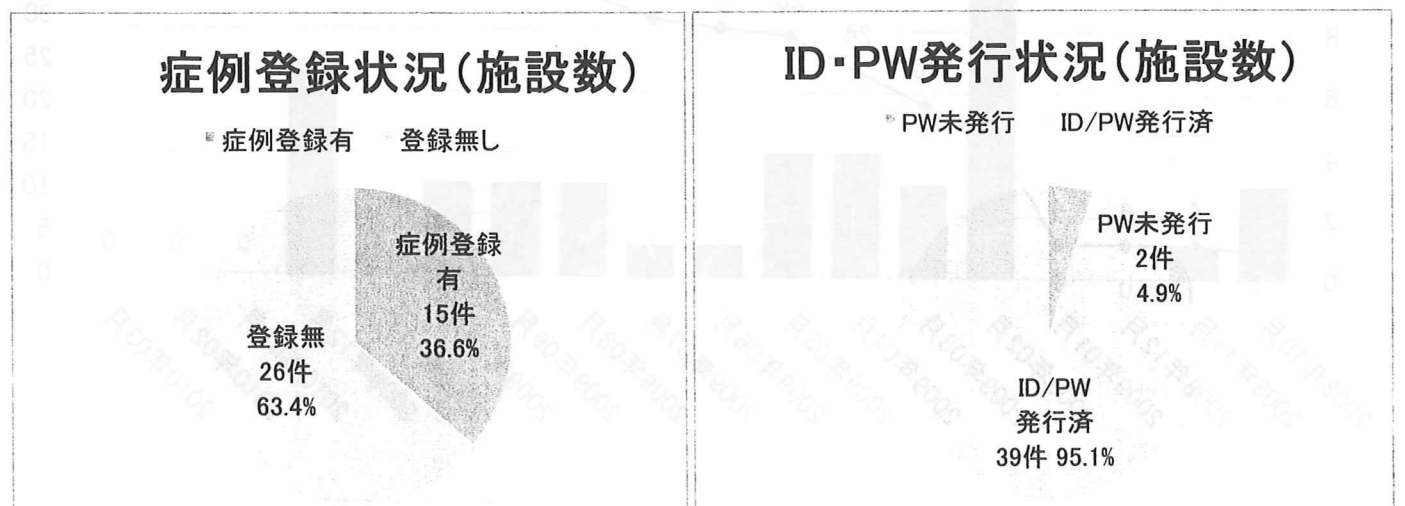 症例登録状況(施設数)
症例登録有 登録無し
症例登録
有
15件
36.6%
登録無
26件
63.4%
ID・PW発行状況(施設数)
PW未発行 ID/PW発行済
PW未発行
2件
4.9%
ID/PW
発行済
39件 95.1%